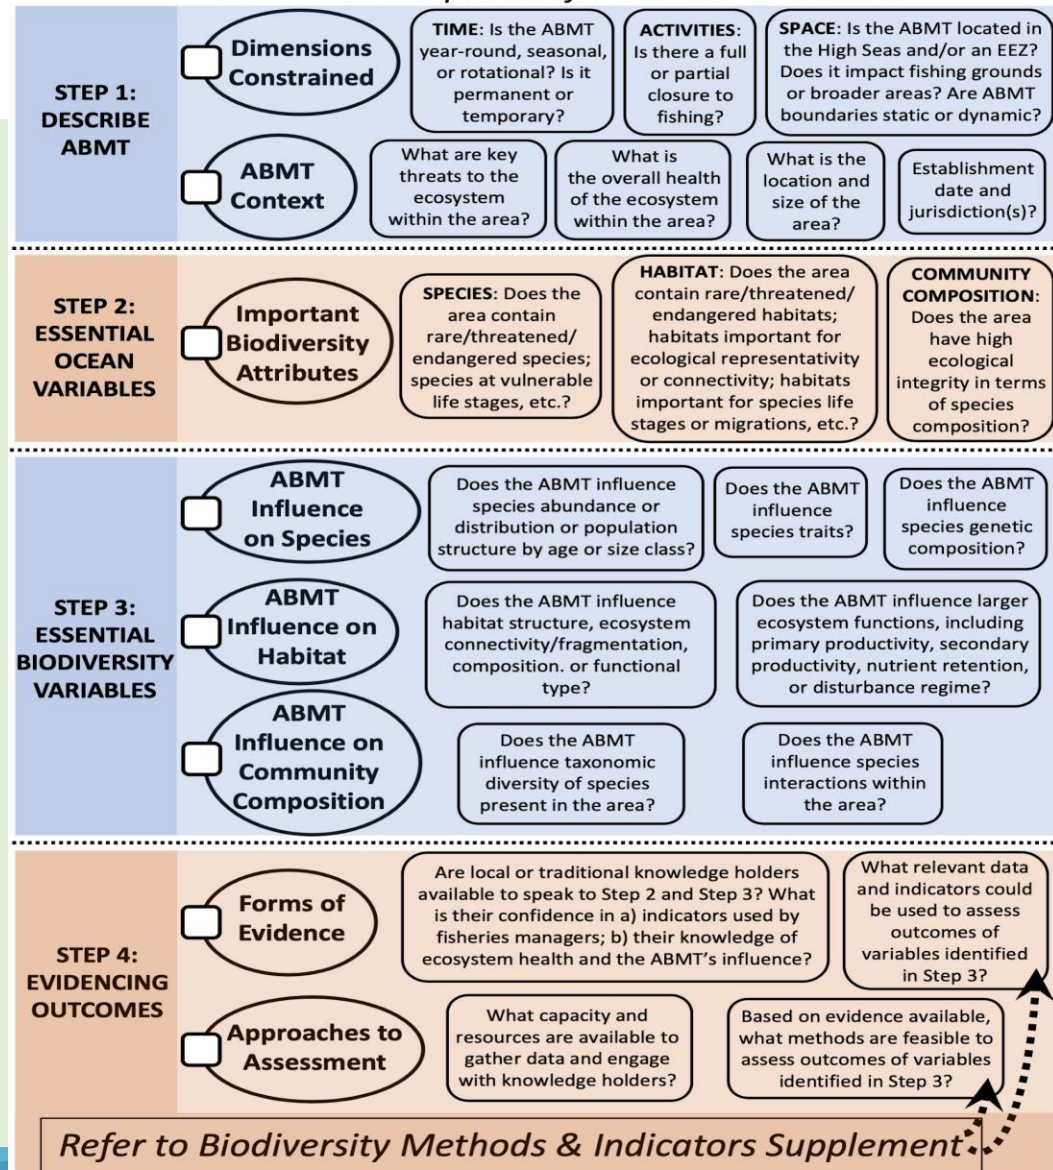 STEP 1:
DESCRIBE
ABMT
Dimensions
Constrained
TIME: Is the ABMT
year-round, seasonal,
or rotational? Is it
permanent or
temporary?
ACTIVITIES:
Is there a full
or partial
closure to
fishing?
SPACE: Is the ABMT located in
the High Seas and/or an EEZ?
Does it impact fishing grounds
or broader areas? Are ABMT
boundaries static or dynamic?
ABMT
Context
What are key
threats to the
ecosystem
within the area?
What is
the overall health
of the ecosystem
within the area?
What is the
location and
size of the
area?
Establishment
date and
jurisdiction(s)?
STEP 2:
ESSENTIAL
OCEAN
VARIABLES
Important
Biodiversity
Attributes
SPECIES: Does the
area contain
rare/threatened/
endangered species;
species at vulnerable
life stages, etc.?
HABITAT: Does the area
contain rare/threatened/
endangered habitats;
habitats important for
ecological representativity
or connectivity; habitats
important for species life
stages or migrations, etc.?
COMMUNITY
COMPOSITION:
Does the area
have high
ecological
integrity in terms
of species
composition?
STEP 3:
ESSENTIAL
BIODIVERSITY
VARIABLES
ABMT
Influence
on Species
Does the ABMT influence
species abundance or
distribution or population
structure by age or size class?
Does the ABMT
influence
species traits?
Does the ABMT
influence
species genetic
composition?
ABMT
Influence on
Habitat
Does the ABMT influence
habitat structure, ecosystem
connectivity/fragmentation,
composition. or functional
type?
Does the ABMT influence larger
ecosystem functions, including
primary productivity, secondary
productivity, nutrient retention,
or disturbance regime?
ABMT
Influence on
Community
Composition
Does the ABMT
influence taxonomic
diversity of species
present in the area?
Does the ABMT
influence species
interactions within
the area?
STEP 4:
EVIDENCING
OUTCOMES
Forms of
Evidence
Are local or traditional knowledge holders
available to speak to Step 2 and Step 3? What
is their confidence in a) indicators used by
fisheries managers; b) their knowledge of
ecosystem health and the ABMT's influence?
What relevant data
and indicators could
be used to assess
outcomes of
variables identified
in Step 3?
Approaches to
Assessment
What capacity and
resources are available to
gather data and engage
with knowledge holders?
Based on evidence available,
what methods are feasible to
assess outcomes of variables
identified in Step 3?
Refer to Biodiversity Methods & Indicators Supplement